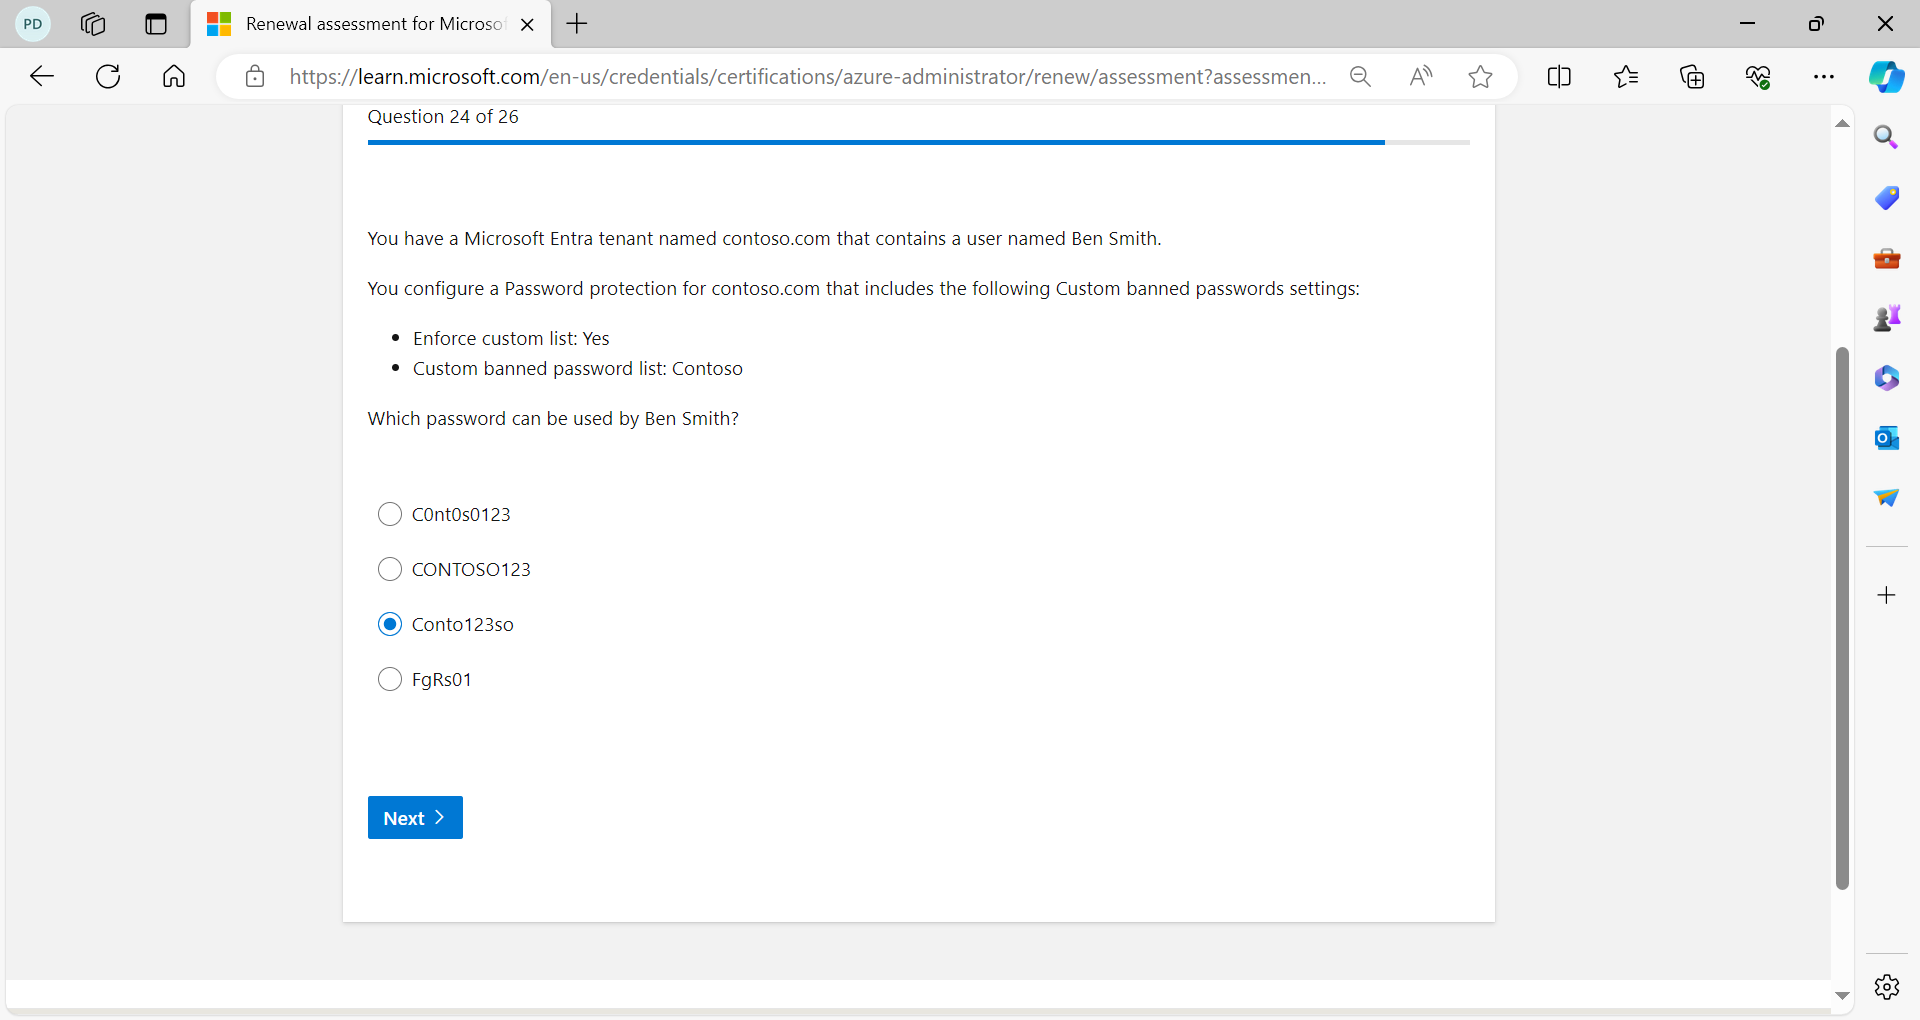 PD
Renewal assessment for Microso
https://learn.microsoft.com/en-us/credentials/certifications/azure-administrator/renew/assessment?assessmen...
Question 24 of 26
You have a Microsoft Entra tenant named contoso.com that contains a user named Ben Smith.
You configure a Password protection for contoso.com that includes the following Custom banned passwords settings:
Enforce custom list: Yes
Custom banned password list: Contoso
Which password can be used by Ben Smith?
C0nt0s0123
CONTOSO123
Conto123so
FgRs01
Next